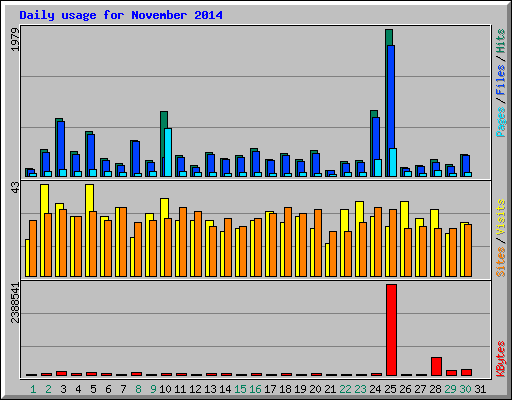 Daily usage for November 2014
1979
Pages / Files / Hits
43
Sites / Visits
2388541
KBytes
1 2 3 4 5 6 7 8 9 10 11 12 13 14 15 16 17 18 19 20 21 22 23 24 25 26 27 28 29 30 31